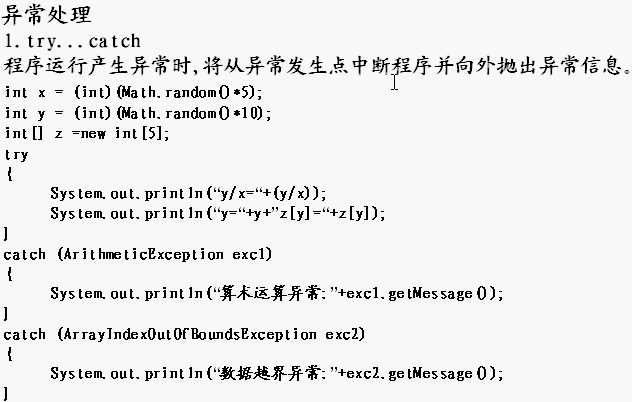 异常处理
1.try...catch
程序运行产生异常时,将从异常发生点中断程序并向外抛出异常信息。
int x = (int)(Math.random()*5);
int y = (int)(Math.random()*10);
int[] z =new int[5];
try
{
System.out.println(“y/x=“+(y/x));
System.out.println(“y=“+y+”z[y]=“+z[y]);
}
catch (ArithmeticException exc1)
{
System.out.println(“算术运算异常:”+exc1.getMessage());
}
catch (ArrayIndexOutOfBoundsException exc2)
{
System.out.println(“数据越界异常:”+exc2.getMessage());
}